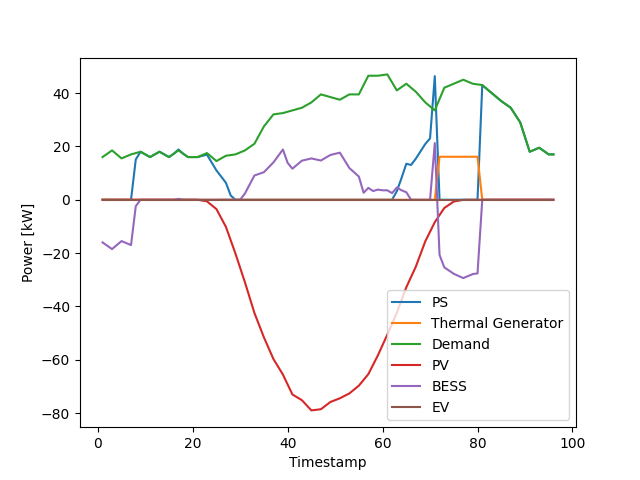 40
20
0
−20
−40
−60
−80
Power [kW]
0
20
40
60
80
100
Timestamp
PS
Thermal Generator
Demand
PV
BESS
EV